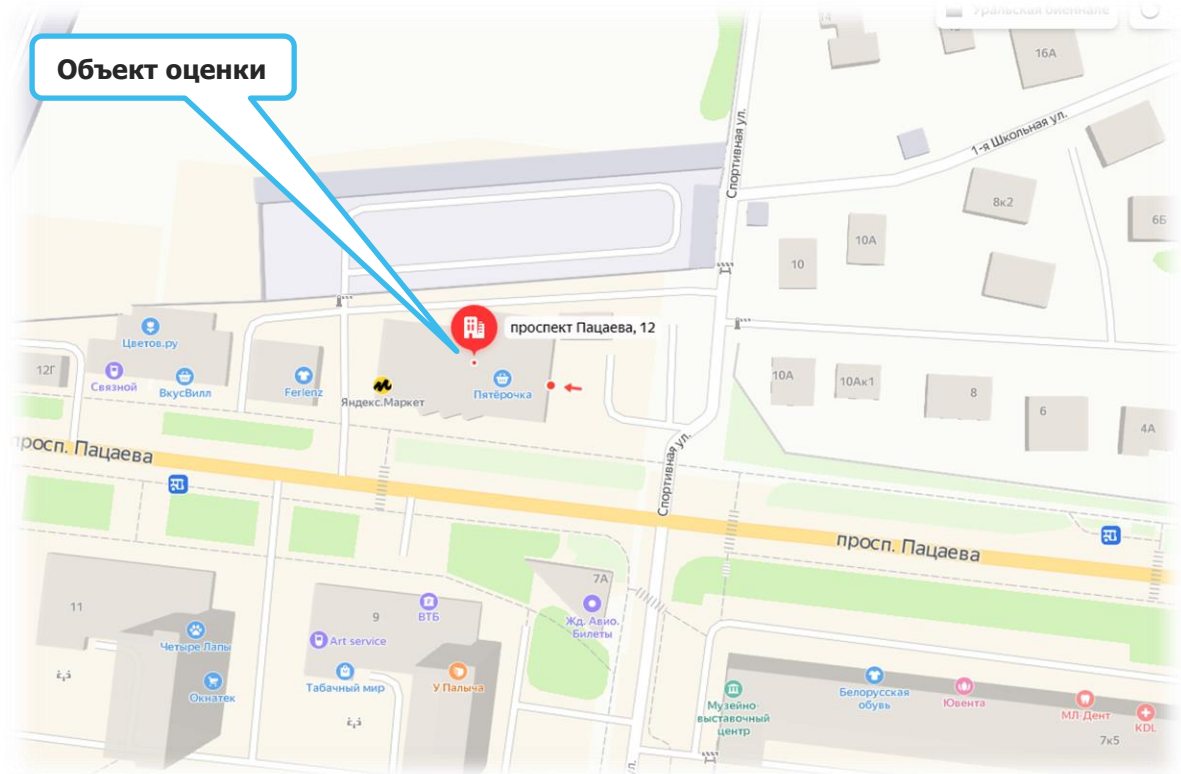 Уральская биеннале
14
16А
Объект оценки
Спортивная ул.
1-я Школьная ул.
8к2
6Б
10А
10
проспект Пацаева, 12
Цветов.ру
12Г
Связной
ВкусВилл
Ferlenz
Яндекс.Маркет
Пятёрочка
10А
10Ак1
8
6
4А
просп. Пацаева
Спортивная ул.
просп. Пацаева
7А
11
9
ВТБ
Жд. Авио.
Билеты
Четыре Лапы
Art service
Окнатек
Табачный мир
У Палыча
Музейно-
выставочный
центр
Белорусская
обувь
Ювента
МЛ-Дент
KDL
7к5